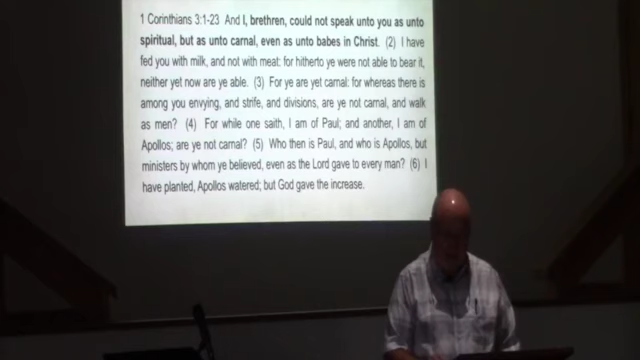 1 Corinthians 3:1-23 And I, brethren, could not speak unto you as unto
spiritual, but as unto carnal, even as unto babes in Christ. (2) I have
fed you with milk, and not with meat: for hitherto ye were not able to bear it,
neither yet now are ye able. (3) For ye are yet carnal: for whereas there is
among you envying, and strife, and divisions, are ye not carnal, and walk
as men? (4) For while one saith, I am of Paul; and another, I am of
Apollos; are ye not carnal? (5) Who then is Paul, and who is Apollos, but
ministers by whom ye believed, even as the Lord gave to every man? (6) I
have planted, Apollos watered; but God gave the increase.